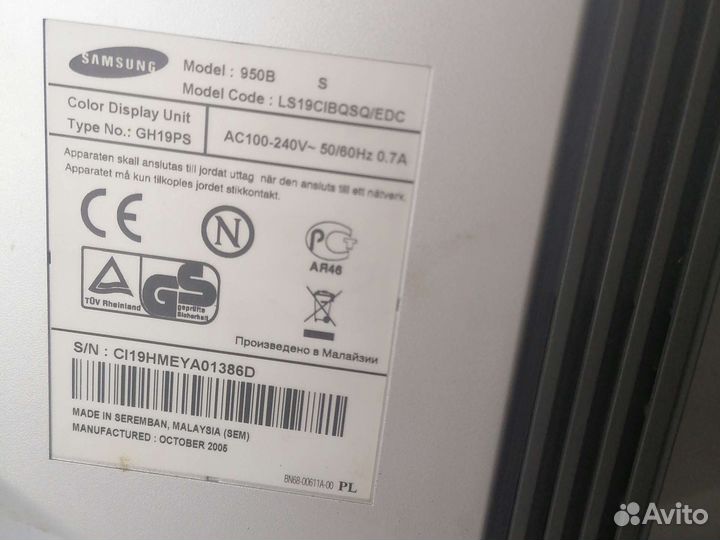 SAMSUNG
Model : 950B S
Model Code : LS19CIBQSQ/EDC
Color Display Unit
Type No.: GH19PS
AC100-240V~ 50/60Hz 0.7A
Apparaten skall anslutas till jordat uttag när den ansluts till ett nätverk.
Apparatet må kun tilkoples jordet stikkontakt.
CE
N
PC
АЯ46
TÜV Rheinland
GS
geprüfte
Sicherheit
Произведено в Малайзии
S/N : CI19HMEYA01386D
MADE IN SEREMBAN, MALAYSIA (SEM)
MANUFACTURED : OCTOBER 2005
BN68-00611A-00 PL
Avito